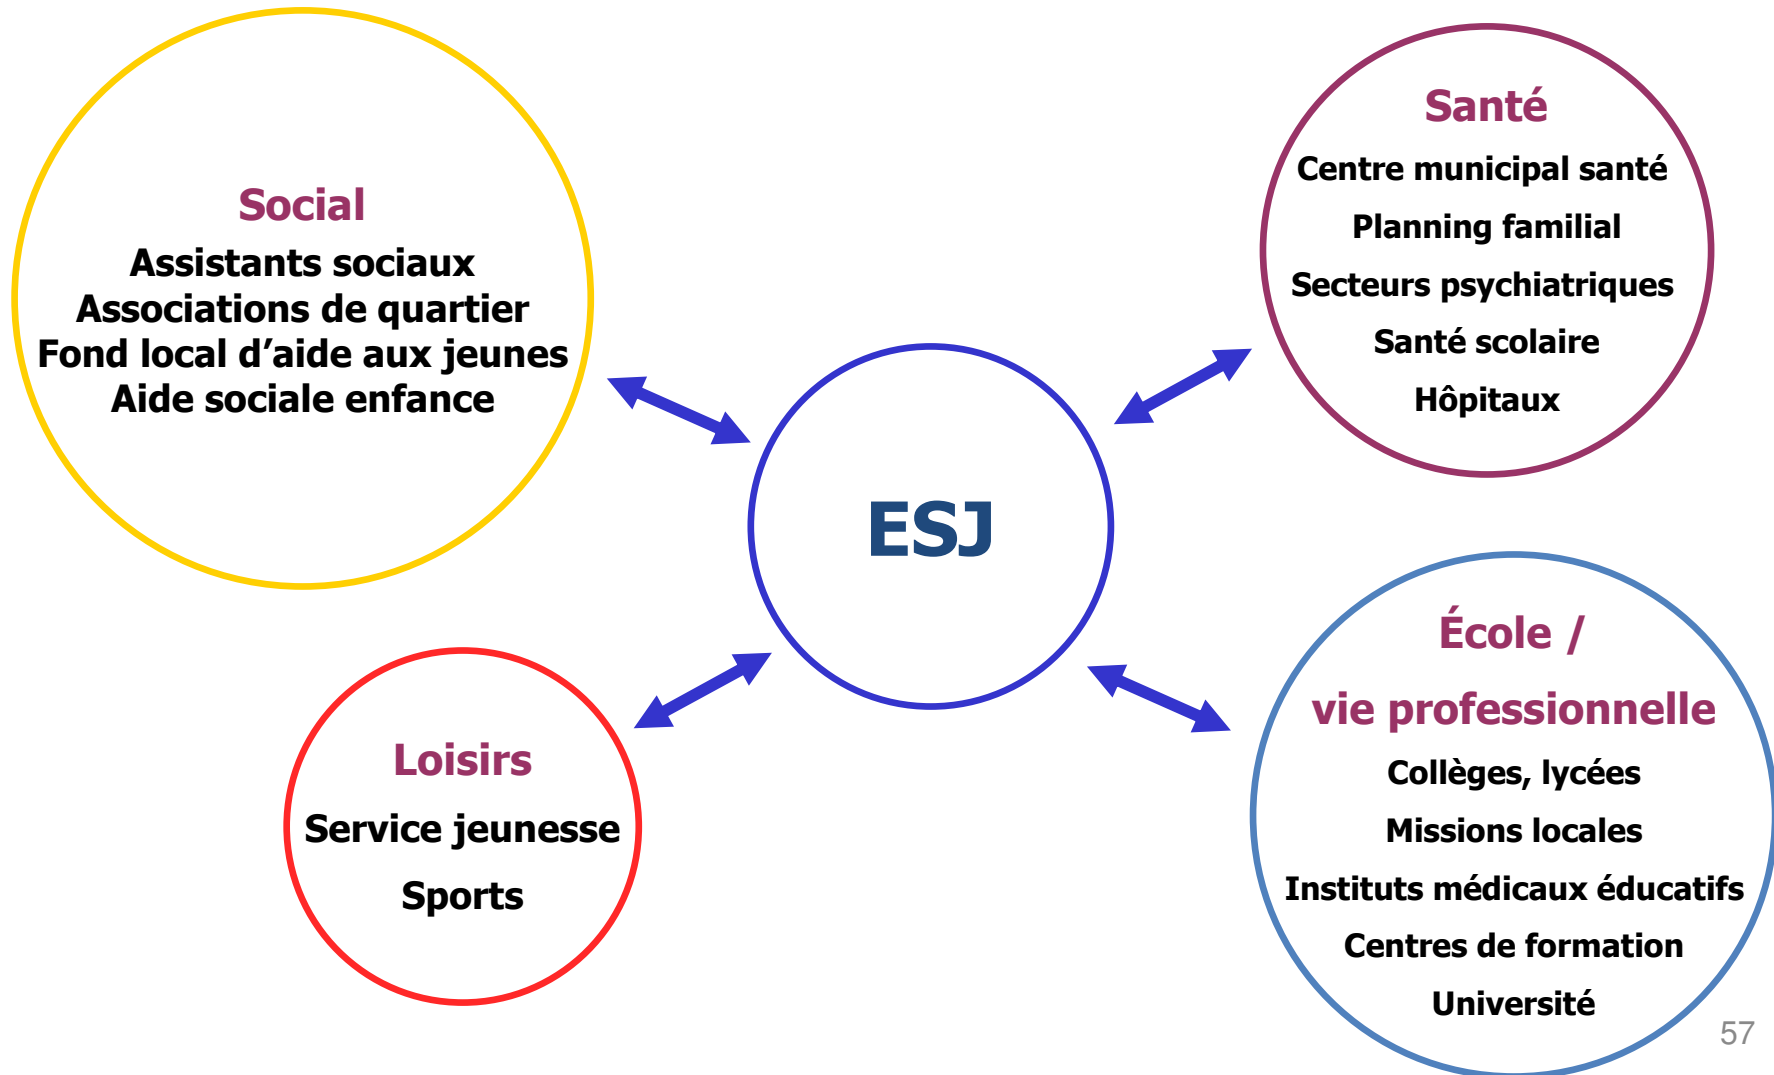 Social
Assistants sociaux
Associations de quartier
Fond local d’aide aux jeunes
Aide sociale enfance
Santé
Centre municipal santé
Planning familial
Secteurs psychiatriques
Santé scolaire
Hôpitaux
ESJ
Loisirs
Service jeunesse
Sports
École /
vie professionnelle
Collèges, lycées
Missions locales
Instituts médicaux éducatifs
Centres de formation
Université
57